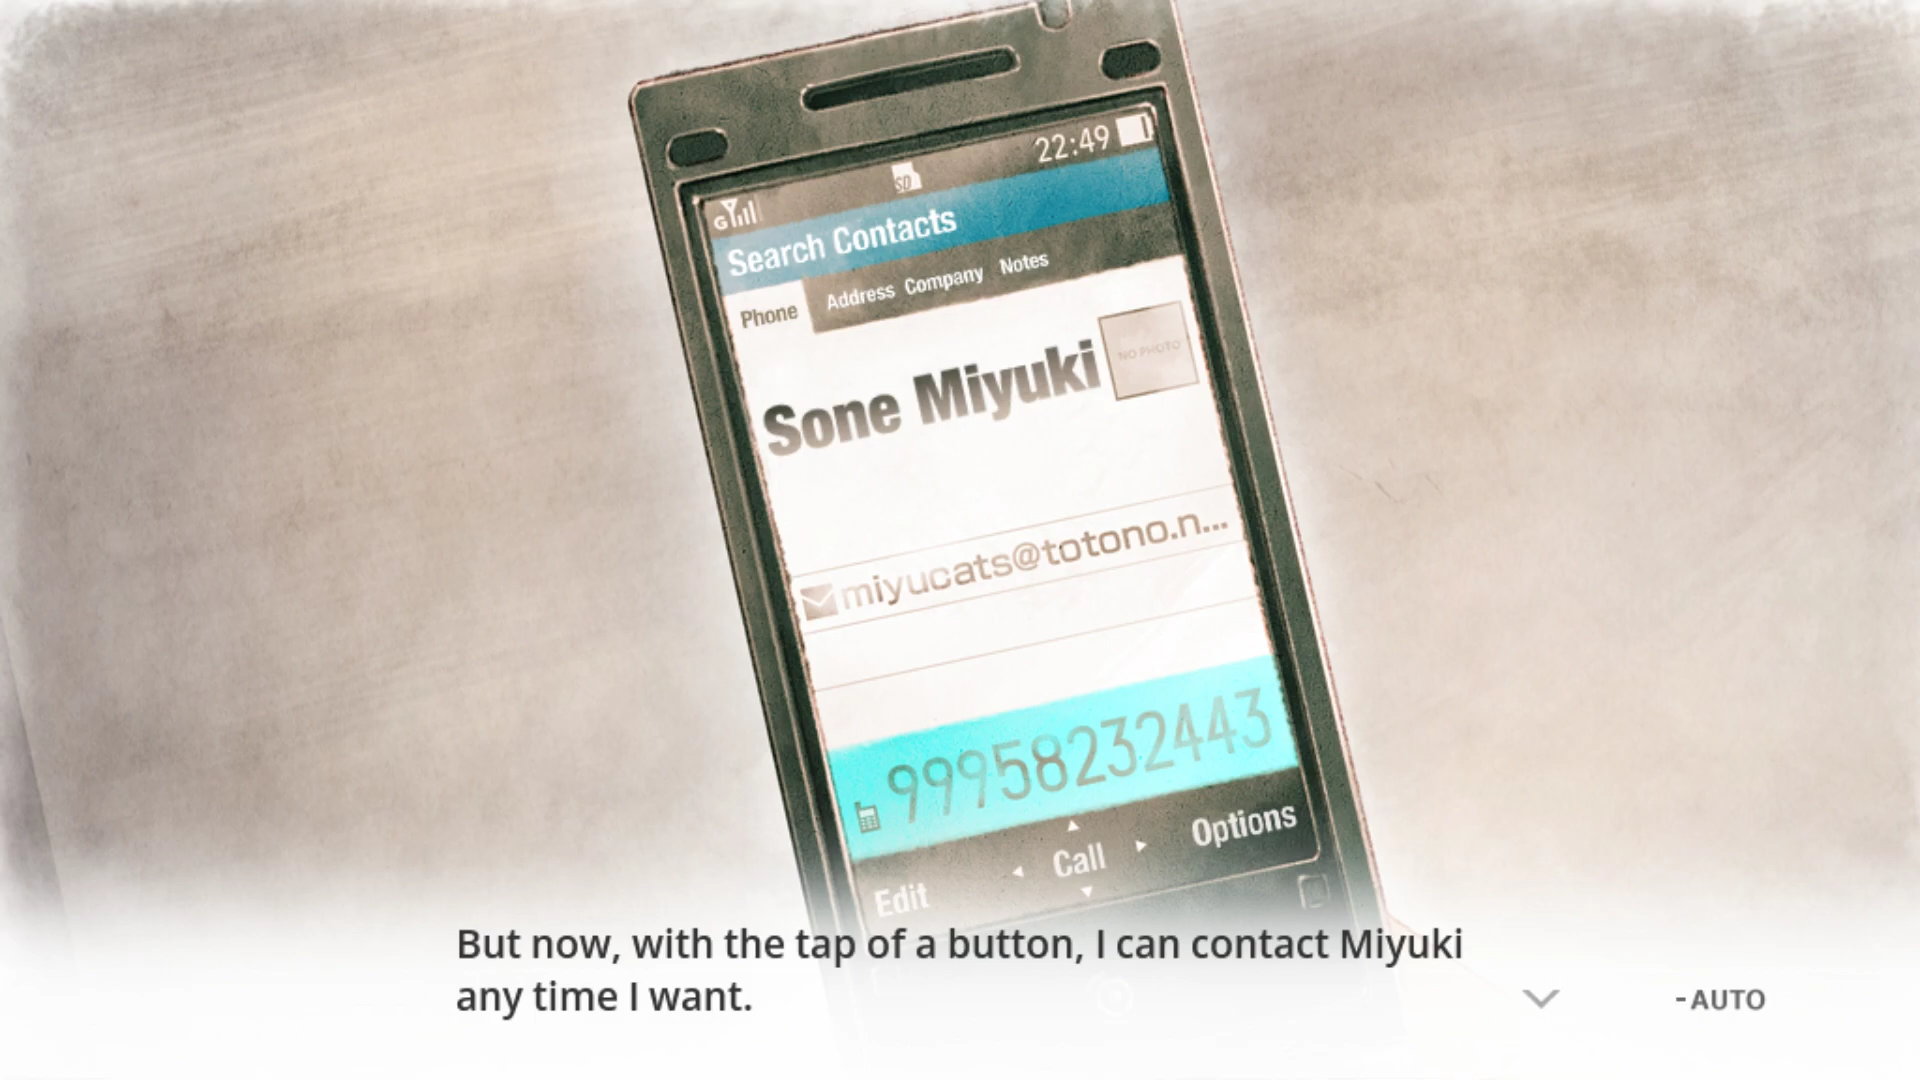 22:49
SD
G
Search Contacts
Phone Address Company Notes
Sone Miyuki
NO PHOTO
miyucats@totono.n...
99958232443
Edit Call Options
But now, with the tap of a button, I can contact Miyuki
any time I want.
-AUTO